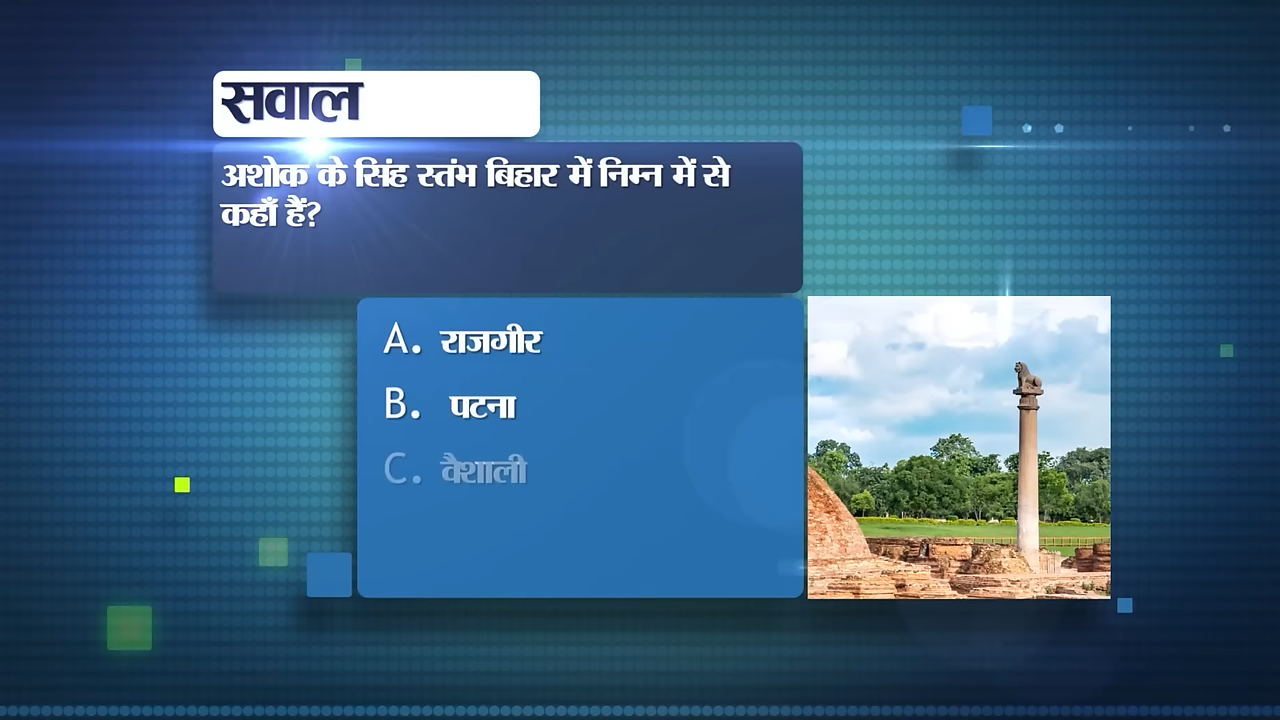 सवाल
अशोक के सिंह स्तंभ बिहार में निम्न में से
कहाँ हैं?
A. राजगीर
B. पटना
C. वैशाली